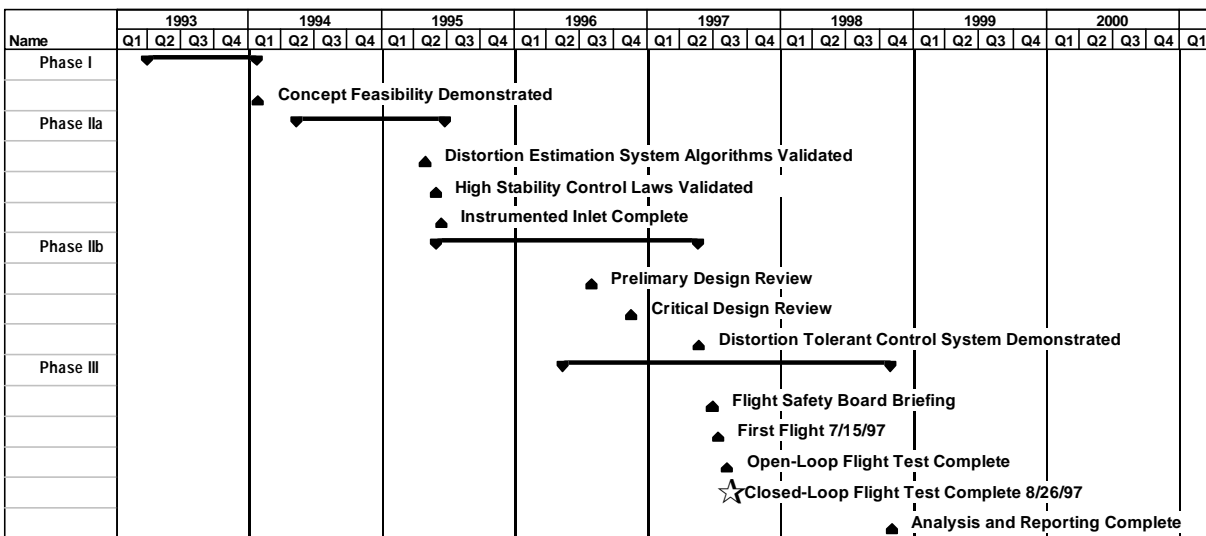 1993 1994 1995 1996 1997 1998 1999 2000
Name Q1 Q2 Q3 Q4 Q1 Q2 Q3 Q4 Q1 Q2 Q3 Q4 Q1 Q2 Q3 Q4 Q1 Q2 Q3 Q4 Q1 Q2 Q3 Q4 Q1 Q2 Q3 Q4 Q1 Q2 Q3 Q4 Q1
Phase I
Concept Feasibility Demonstrated
Phase IIa
Distortion Estimation System Algorithms Validated
High Stability Control Laws Validated
Instrumented Inlet Complete
Phase IIb
Prelimary Design Review
Critical Design Review
Distortion Tolerant Control System Demonstrated
Phase III
Flight Safety Board Briefing
First Flight 7/15/97
Open-Loop Flight Test Complete
Closed-Loop Flight Test Complete 8/26/97
Analysis and Reporting Complete